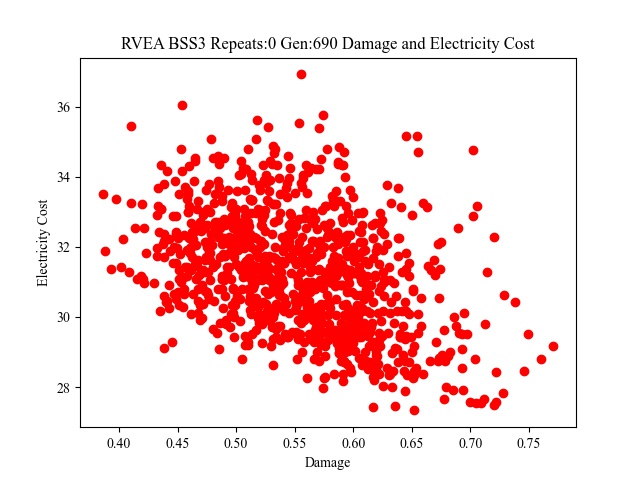 RVEA BSS3 Repeats:0 Gen:690 Damage and Electricity Cost
36
34
32
30
28
Electricity Cost
0.40 0.45 0.50 0.55 0.60 0.65 0.70 0.75
Damage